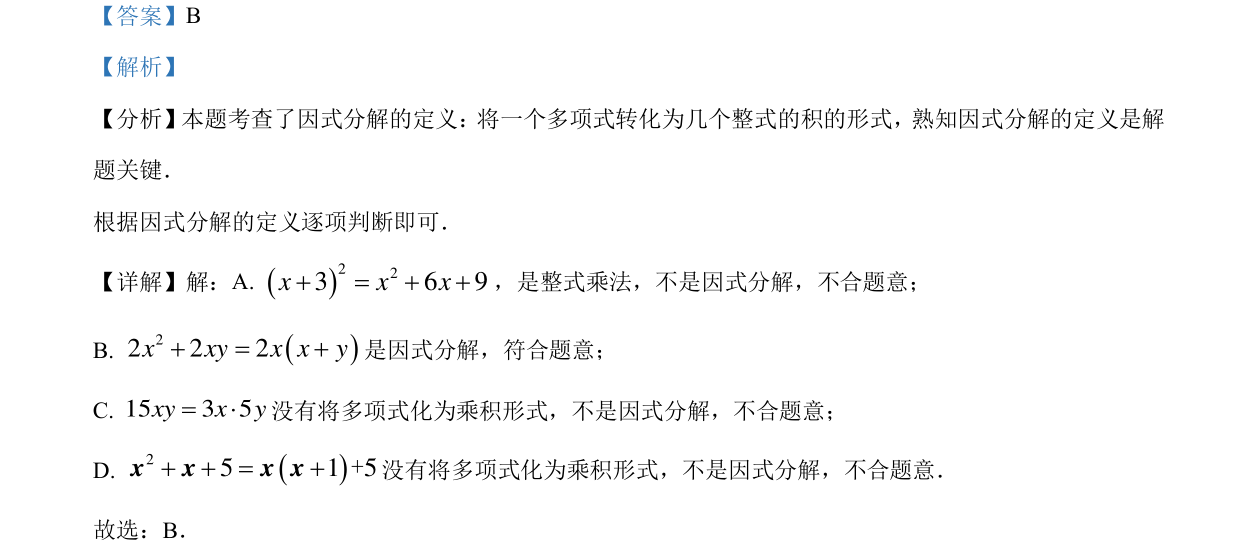 【答案】B
【解析】
【分析】本题考查了因式分解的定义：将一个多项式转化为几个整式的积的形式，熟知因式分解的定义是解
题关键．
根据因式分解的定义逐项判断即可．
【详解】解：A. (x+3)² = x² +6x+9，是整式乘法，不是因式分解，不合题意；
B. 2x² +2xy = 2x(x+ y)是因式分解，符合题意；
C. 15xy = 3x·5y没有将多项式化为乘积形式，不是因式分解，不合题意；
D. x² +x+5= x(x +1)+5没有将多项式化为乘积形式，不是因式分解，不合题意．
故选：B．